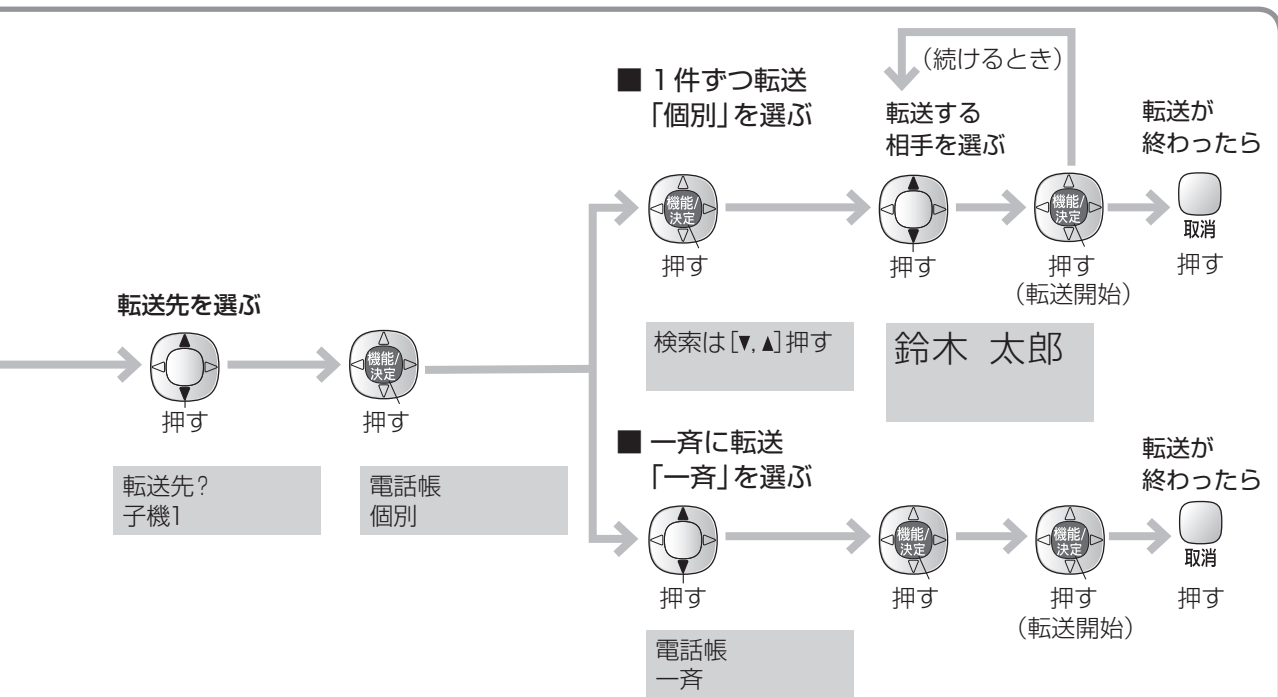 転送先を選ぶ
押す
転送先?
子機1
機能/
決定
押す
電話帳
個別
■ 1件ずつ転送
「個別」を選ぶ
機能/
決定
押す
検索は[▼,▲]押す
(続けるとき)
転送する
相手を選ぶ
押す
鈴木 太郎
機能/
決定
押す
(転送開始)
転送が
終わったら
取消
押す
■ 一斉に転送
「一斉」を選ぶ
押す
電話帳
一斉
機能/
決定
押す
機能/
決定
押す
(転送開始)
転送が
終わったら
取消
押す